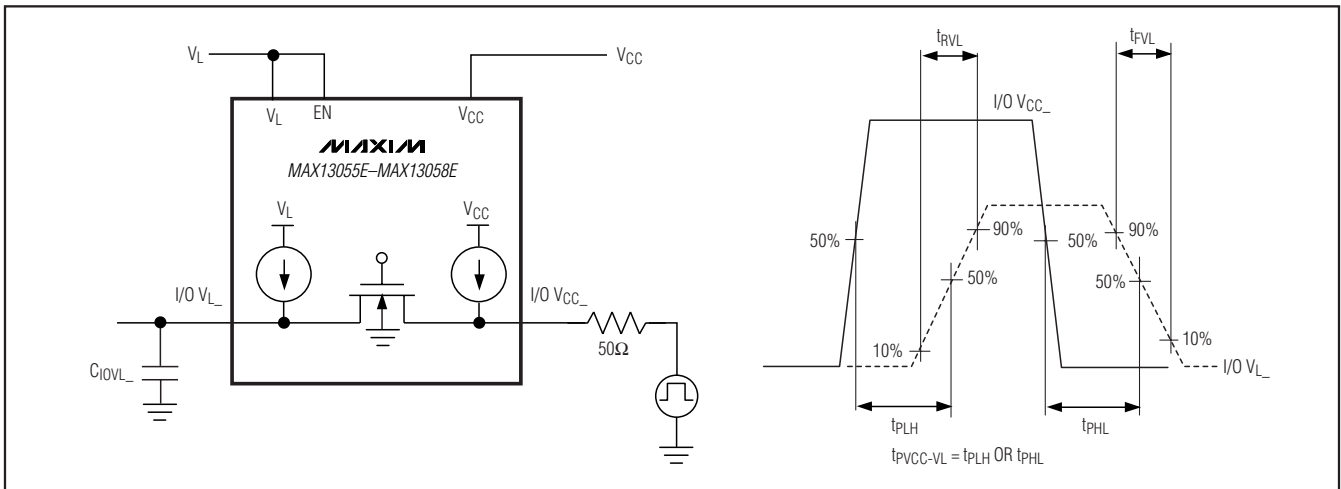 V_L
V_CC
V_L
EN
V_CC
MAXIM
MAX13055E–MAX13058E
V_L
V_CC
I/O V_L_
I/O V_CC_
50Ω
C_IOVL_
t_RVL
t_FVL
I/O V_CC_
50%
90%
50%
10%
50%
90%
50%
10%
I/O V_L_
t_PLH
t_PHL
t_PVCC-VL = t_PLH OR t_PHL